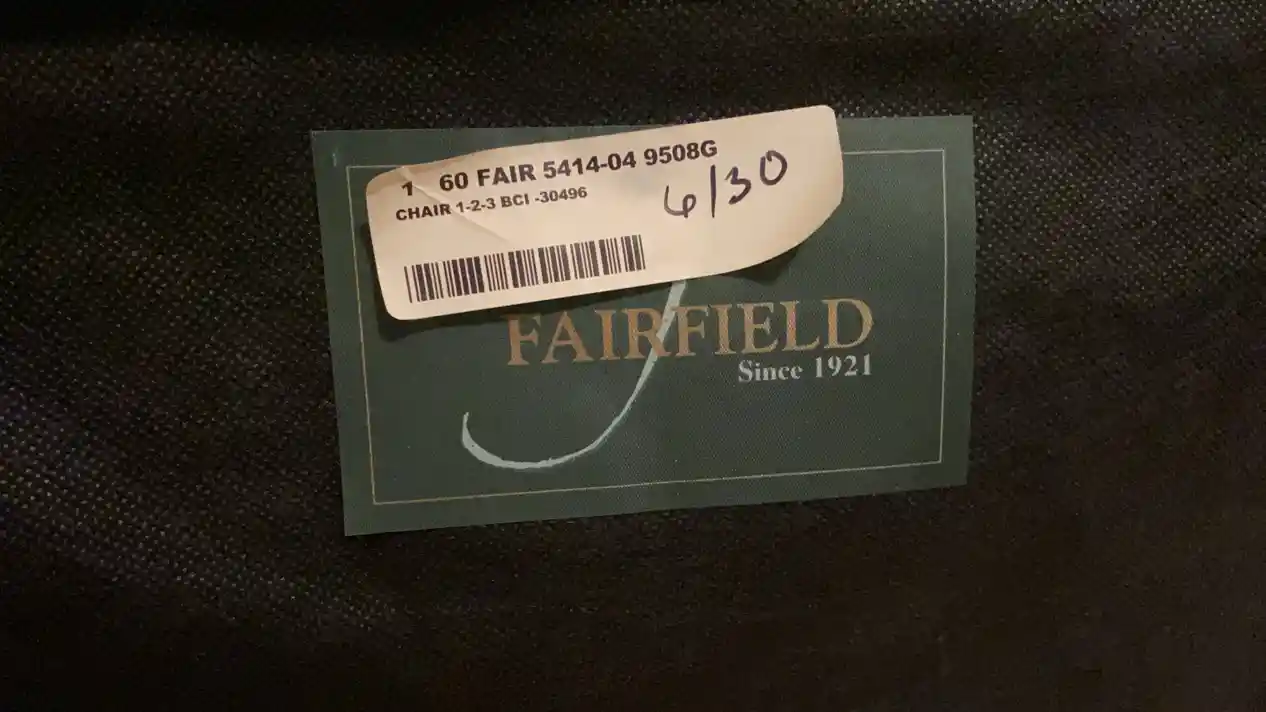 1 60 FAIR 5414-04 9508G
CHAIR 1-2-3 BCI -30496
6/30
FAIRFIELD
Since 1921